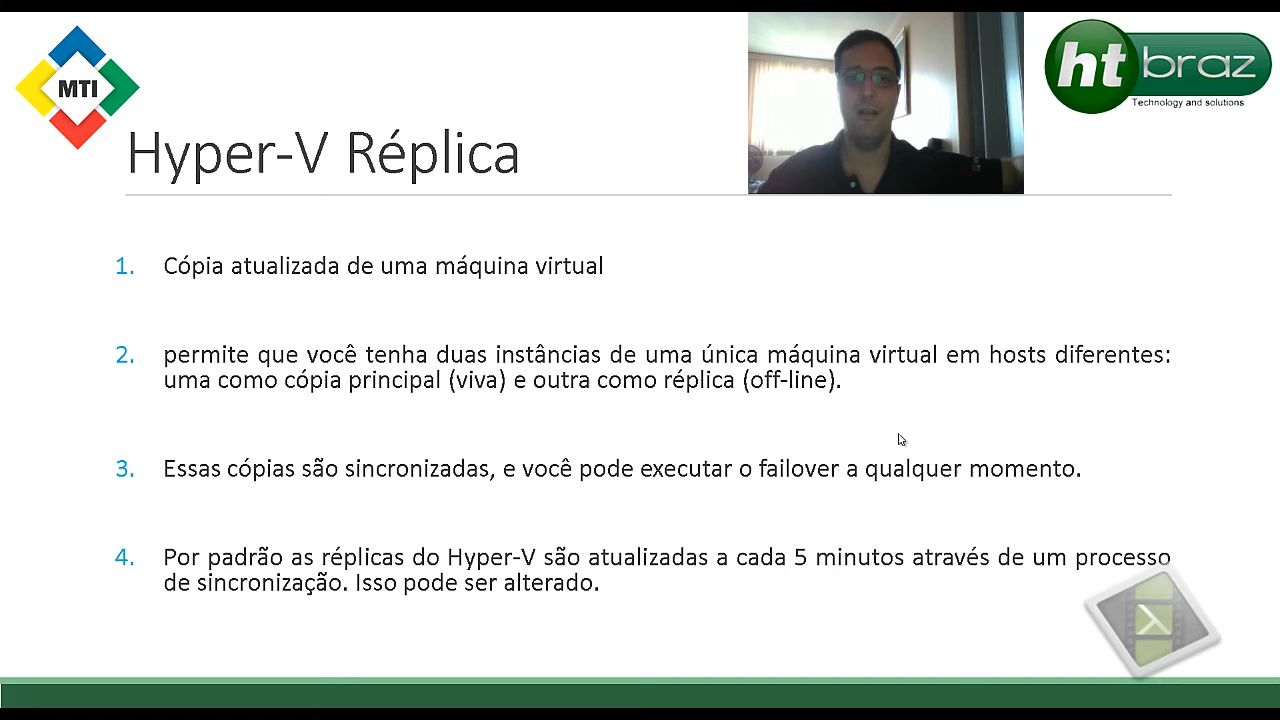 MTI
ht braz
Technology and solutions
Hyper-V Réplica
1. Cópia atualizada de uma máquina virtual
2. permite que você tenha duas instâncias de uma única máquina virtual em hosts diferentes:
uma como cópia principal (viva) e outra como réplica (off-line).
3. Essas cópias são sincronizadas, e você pode executar o failover a qualquer momento.
4. Por padrão as réplicas do Hyper-V são atualizadas a cada 5 minutos através de um processo
de sincronização. Isso pode ser alterado.